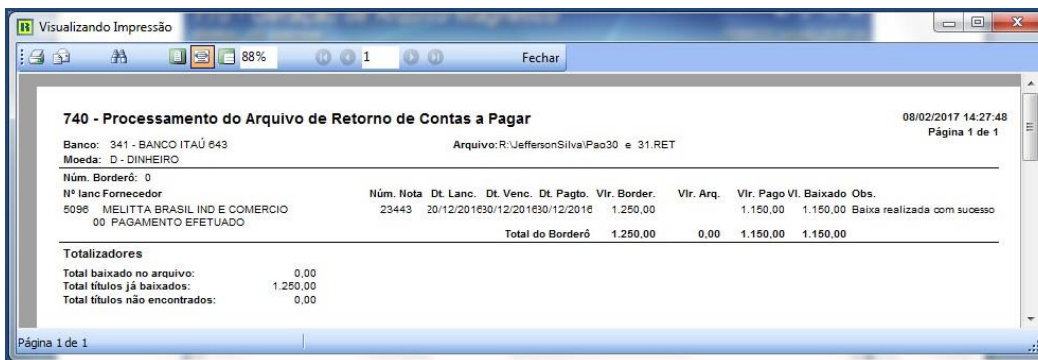 Visualizando Impressão
88%
1
Fechar
740 - Processamento do Arquivo de Retorno de Contas a Pagar
08/02/2017 14:27:48
Página 1 de 1
Banco: 341 - BANCO ITAÚ 643 Arquivo: R:\JeffersonSilva\Pao30 e 31.RET
Moeda: D - DINHEIRO
Núm. Borderô: 0
Nº lanc Fornecedor Núm. Nota Dt. Lanc. Dt. Venc. Dt. Pagto. Vlr. Border. Vlr. Arq. Vlr. Pago Vl. Baixado Obs.
5096 MELITTA BRASIL IND E COMERCIO 23443 20/12/2016 30/12/2016 30/12/2016 1.250,00 1.150,00 1.150,00 Baixa realizada com sucesso
00 PAGAMENTO EFETUADO
Total do Borderô 1.250,00 0,00 1.150,00 1.150,00
Totalizadores
Total baixado no arquivo: 0,00
Total títulos já baixados: 1.250,00
Total títulos não encontrados: 0,00
Página 1 de 1